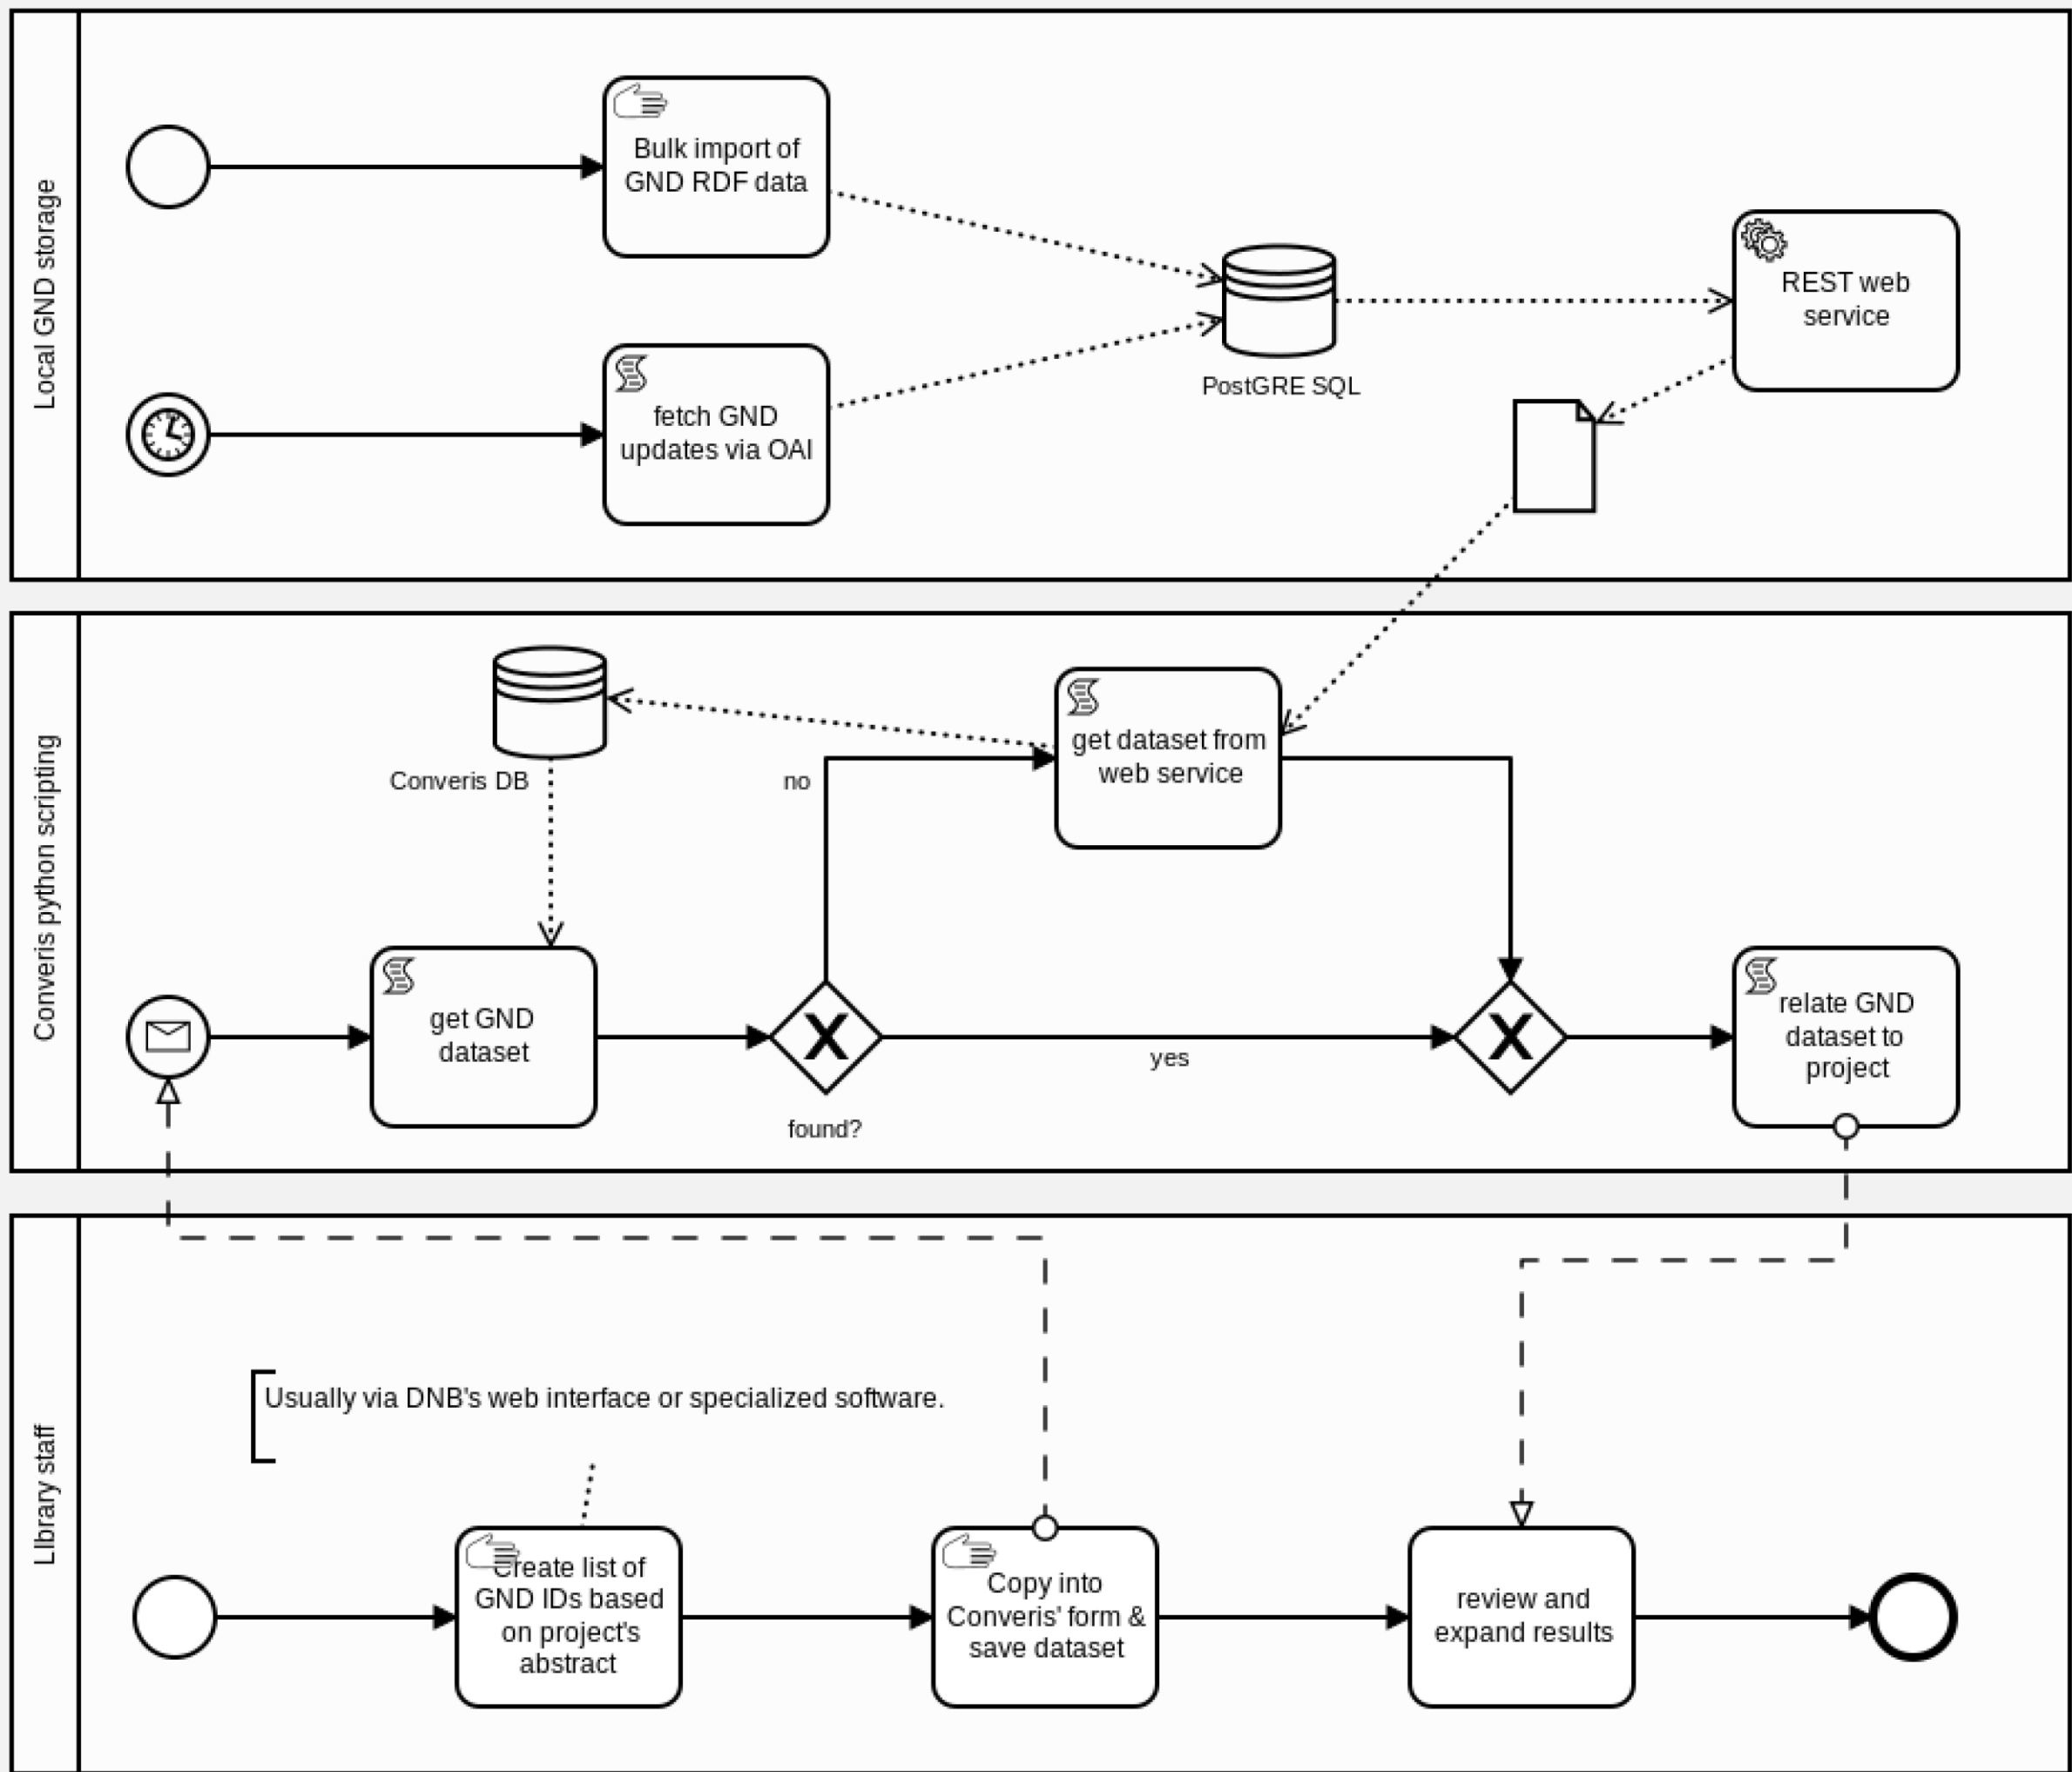 Local GND storage
Bulk import of
GND RDF data
fetch GND
updates via OAI
PostGRE SQL
REST web
service
Converis python scripting
Converis DB
no
get dataset from
web service
get GND
dataset
found?
yes
relate GND
dataset to
project
LIbrary staff
Usually via DNB's web interface or specialized software.
Create list of
GND IDs based
on project's
abstract
Copy into
Converis' form &
save dataset
review and
expand results